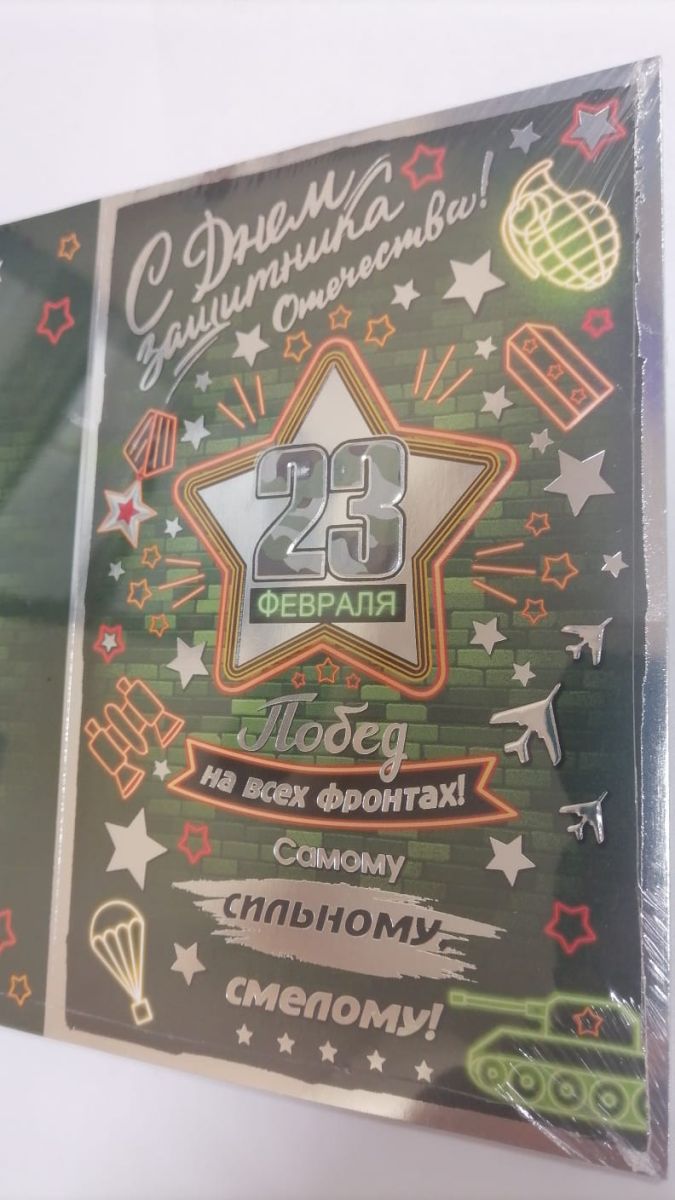 С Днем
защитника
Отечества!
23
ФЕВРАЛЯ
Побед
на всех фронтах!
Самому
сильному,
смелому!